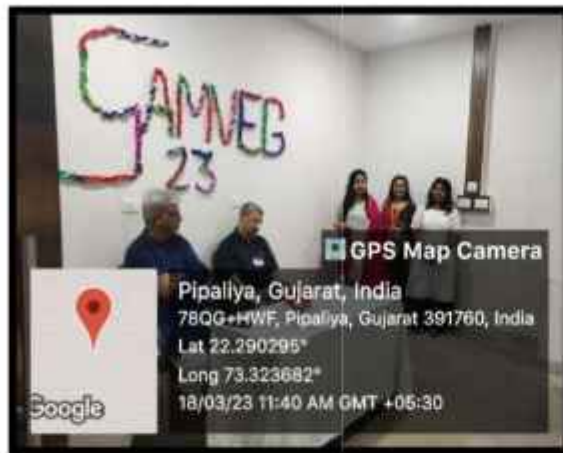 SAMVEG
23
GPS Map Camera
Pipaliya, Gujarat, India
78QG+HWF, Pipaliya, Gujarat 391760, India
Lat 22.290295°
Long 73.323682°
18/03/23 11:40 AM GMT +05:30
Google